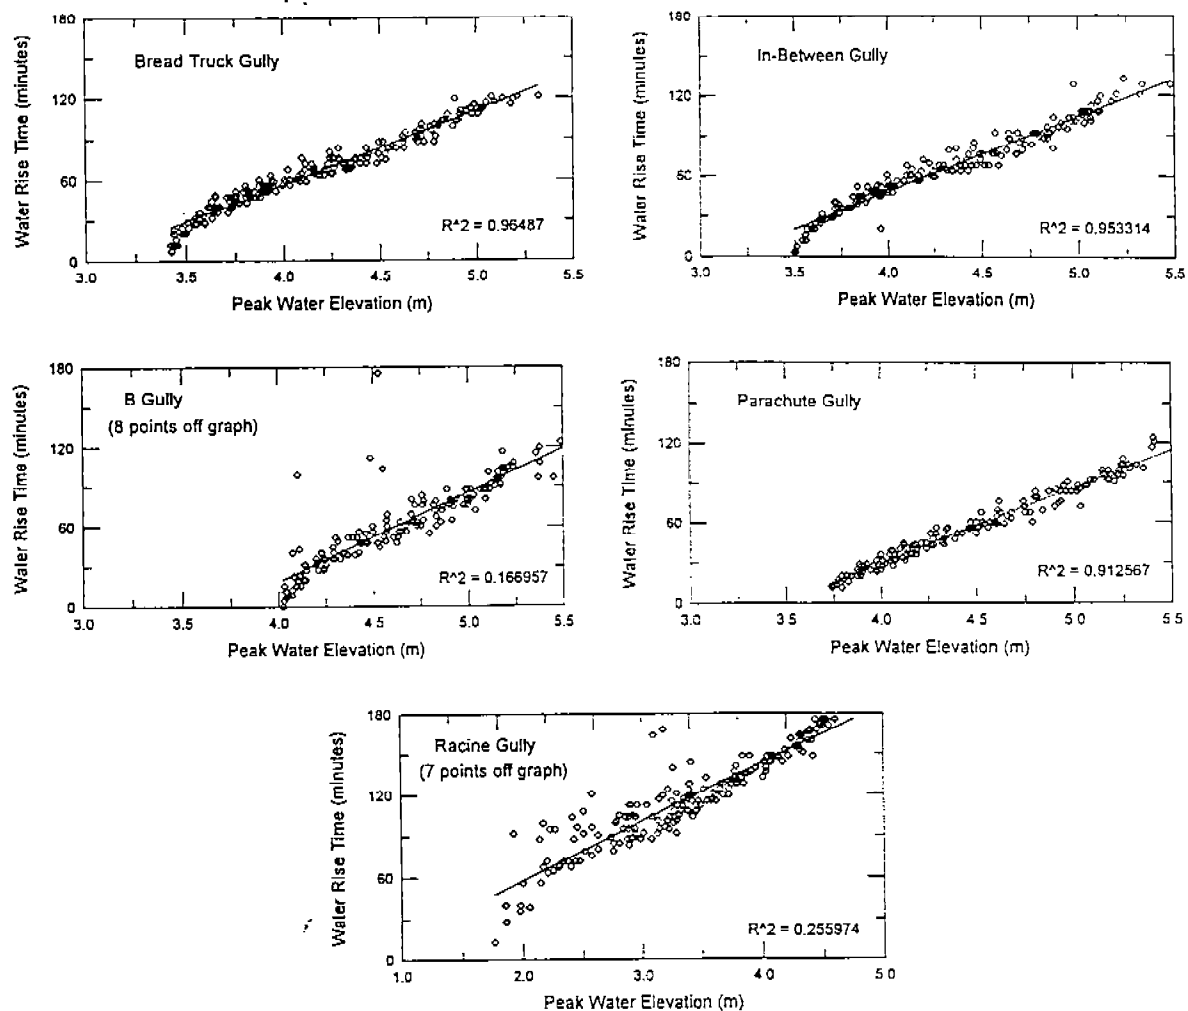 180
120
60
0
Water Rise Time (minutes)
Bread Truck Gully
R^2 = 0.96487
3.0 3.5 4.0 4.5 5.0 5.5
Peak Water Elevation (m)
180
120
60
0
Water Rise Time (minutes)
In-Between Gully
R^2 = 0.953314
3.0 3.5 4.0 4.5 5.0 5.5
Peak Water Elevation (m)
180
120
60
0
Water Rise Time (minutes)
B Gully
(8 points off graph)
R^2 = 0.166957
3.0 3.5 4.0 4.5 5.0 5.5
Peak Water Elevation (m)
180
120
60
0
Water Rise Time (minutes)
Parachute Gully
R^2 = 0.912567
3.0 3.5 4.0 4.5 5.0 5.5
Peak Water Elevation (m)
180
120
60
0
Water Rise Time (minutes)
Racine Gully
(7 points off graph)
R^2 = 0.255974
1.0 2.0 3.0 4.0 5.0
Peak Water Elevation (m)